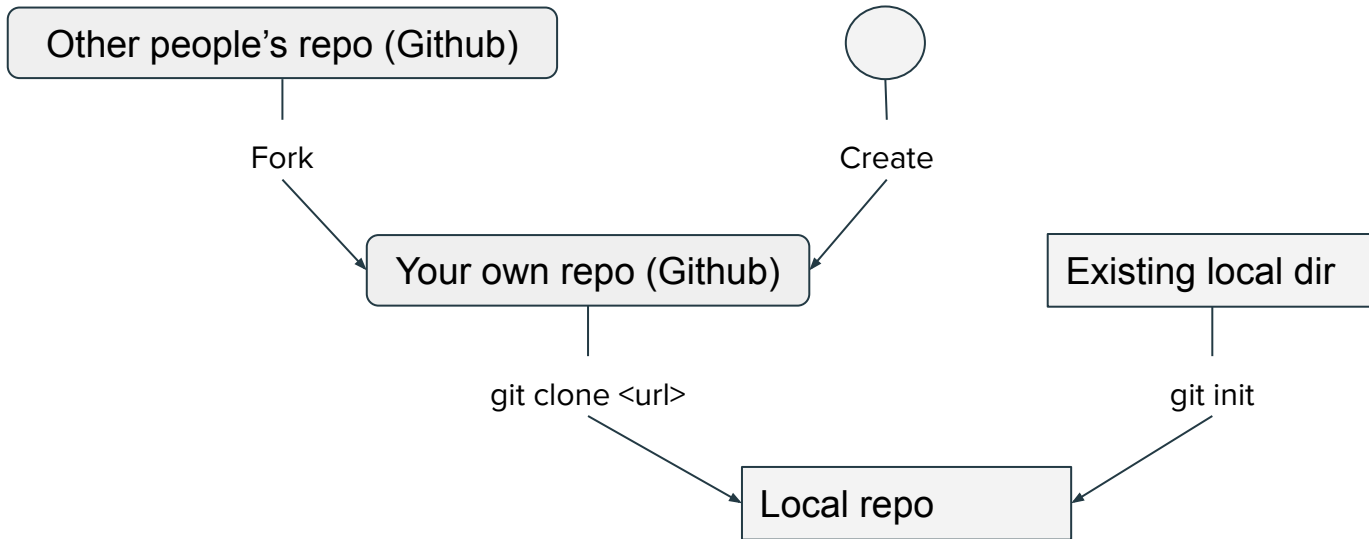 Other people’s repo (Github)
Fork
Create
Your own repo (Github)
Existing local dir
git clone <url>
git init
Local repo